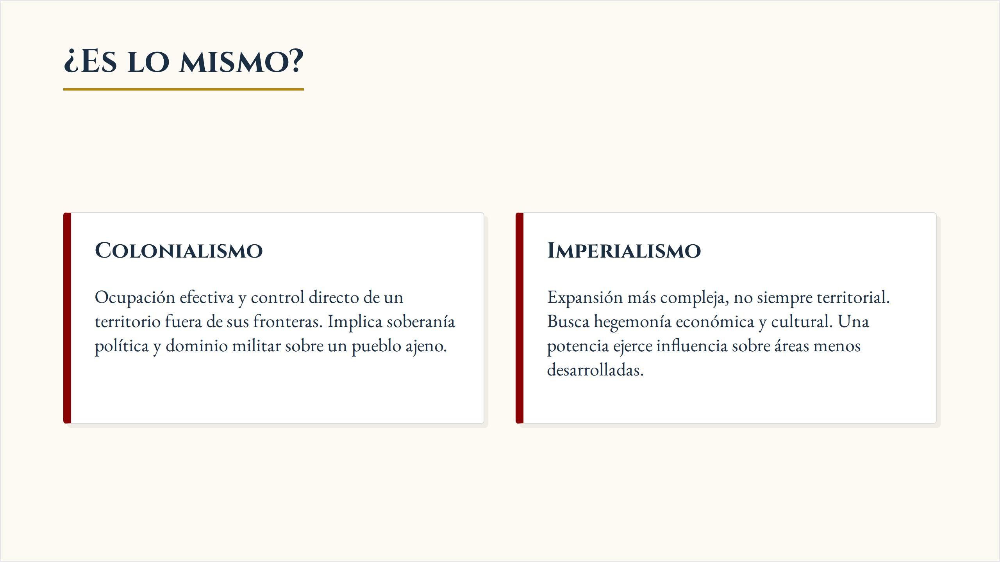 ¿Es lo mismo?
Colonialismo
Ocupación efectiva y control directo de un
territorio fuera de sus fronteras. Implica soberanía
política y dominio militar sobre un pueblo ajeno.
Imperialismo
Expansión más compleja, no siempre territorial.
Busca hegemonía económica y cultural. Una
potencia ejerce influencia sobre áreas menos
desarrolladas.